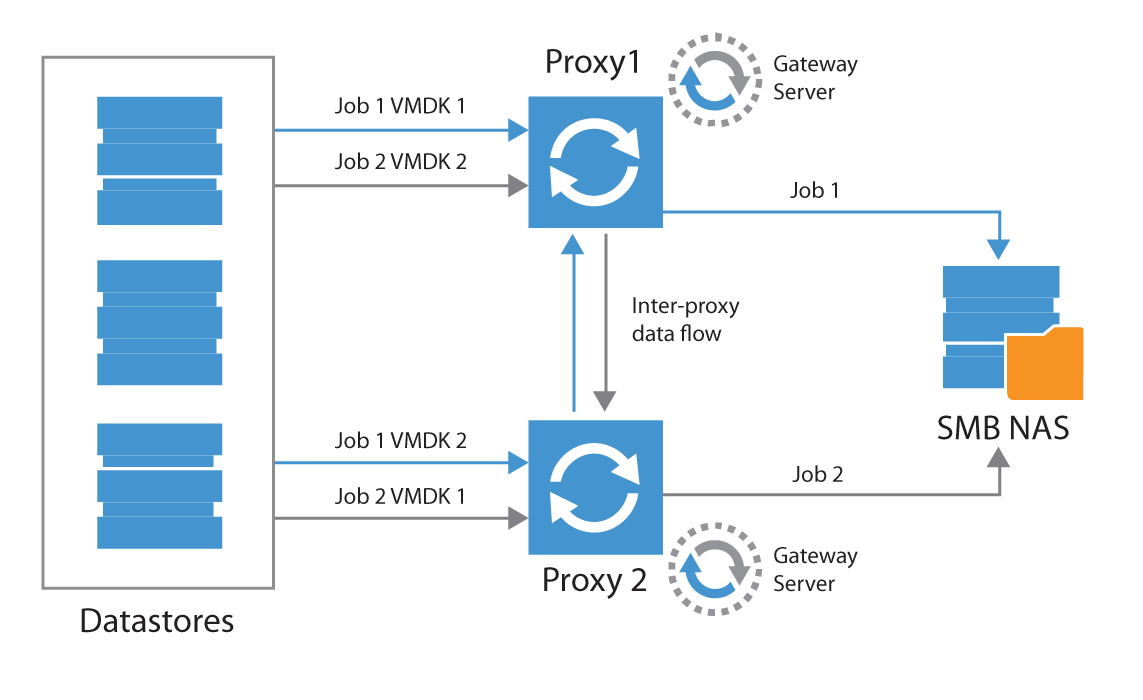 Proxy1
Gateway
Server
Job 1 VMDK 1
Job 2 VMDK 2
Job 1
Inter-proxy
data flow
SMB NAS
Job 1 VMDK 2
Job 2 VMDK 1
Job 2
Gateway
Server
Proxy 2
Datastores